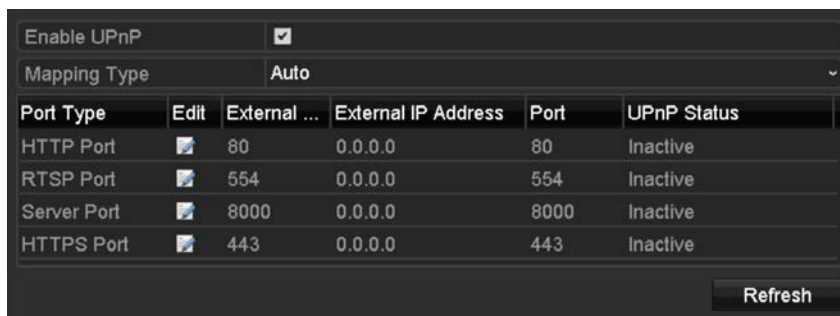 Enable UPnP
Mapping Type Auto
Port Type Edit External ... External IP Address Port UPnP Status
HTTP Port 80 0.0.0.0 80 Inactive
RTSP Port 554 0.0.0.0 554 Inactive
Server Port 8000 0.0.0.0 8000 Inactive
HTTPS Port 443 0.0.0.0 443 Inactive
Refresh